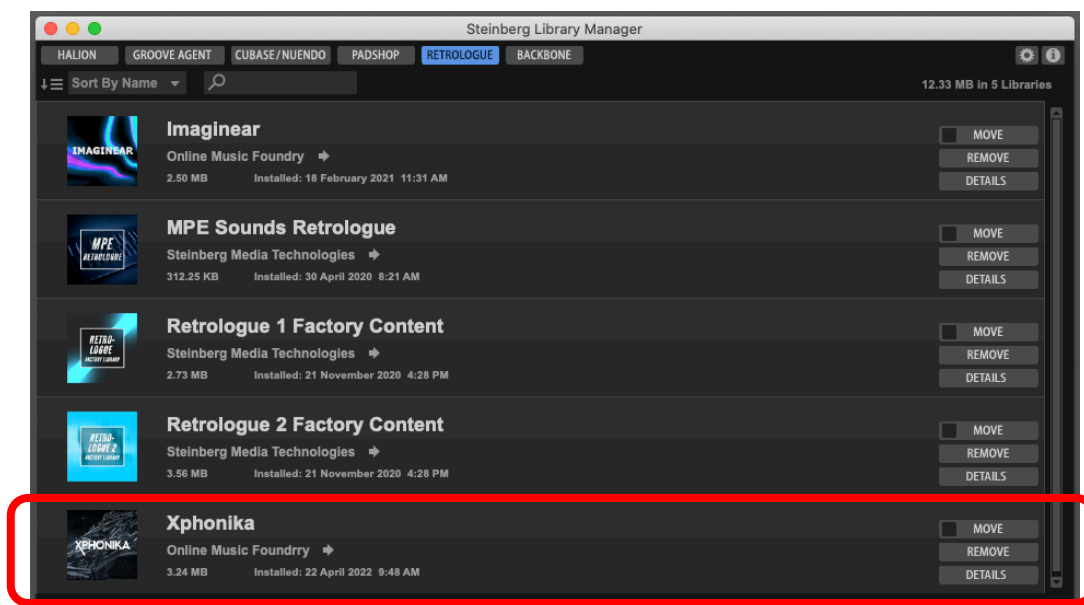 Steinberg Library Manager
HALION GROOVE AGENT CUBASE/NUENDO PADSHOP RETROLOGUE BACKBONE
Sort By Name 12.33 MB in 5 Libraries
IMAGINEAR
Imaginear
Online Music Foundry
2.50 MB Installed: 18 February 2021 11:31 AM
MOVE
REMOVE
DETAILS
MPE
RETROLOGUE
MPE Sounds Retrologue
Steinberg Media Technologies
312.25 KB Installed: 30 April 2020 8:21 AM
MOVE
REMOVE
DETAILS
RETRO-
LOGUE
FACTORY LIBRARY
Retrologue 1 Factory Content
Steinberg Media Technologies
2.73 MB Installed: 21 November 2020 4:28 PM
MOVE
REMOVE
DETAILS
RETRO-
LOGUE 2
FACTORY LIBRARY
Retrologue 2 Factory Content
Steinberg Media Technologies
3.56 MB Installed: 21 November 2020 4:28 PM
MOVE
REMOVE
DETAILS
XPHONIKA
Xphonika
Online Music Foundrry
3.24 MB Installed: 22 April 2022 9:48 AM
MOVE
REMOVE
DETAILS